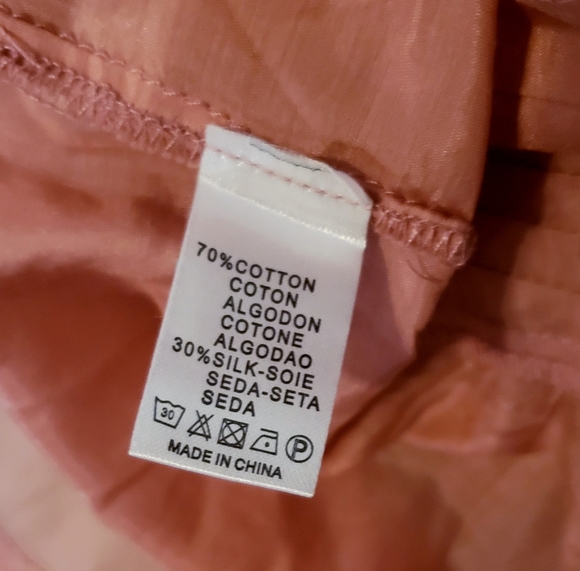 70%COTTON
COTON
ALGODON
COTONE
ALGODAO
30%SILK-SOIE
SEDA-SETA
SEDA
30 P
MADE IN CHINA